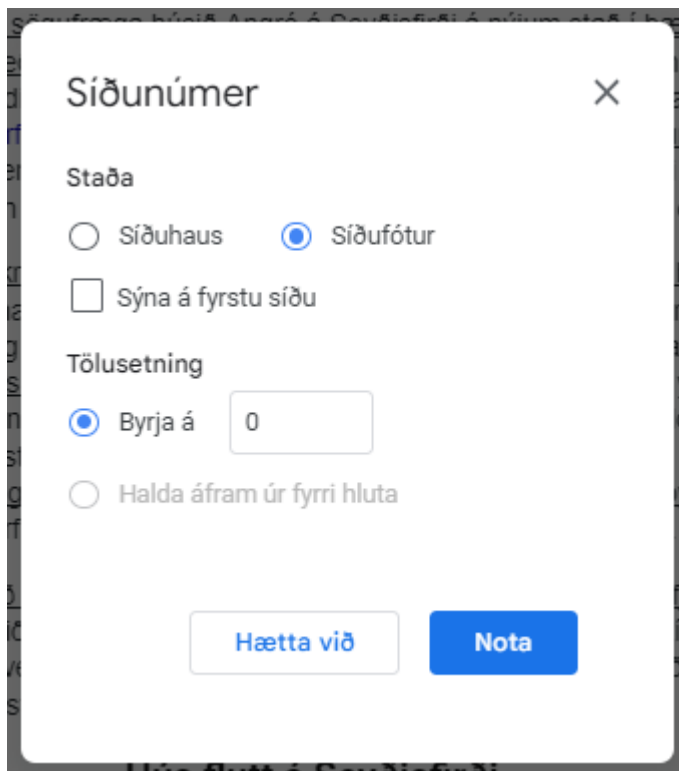 Síðunúmer
Staða
Síðuhaus Síðufótur
Sýna á fyrstu síðu
Tölusetning
Byrja á 0
Halda áfram úr fyrri hluta
Hætta við Nota